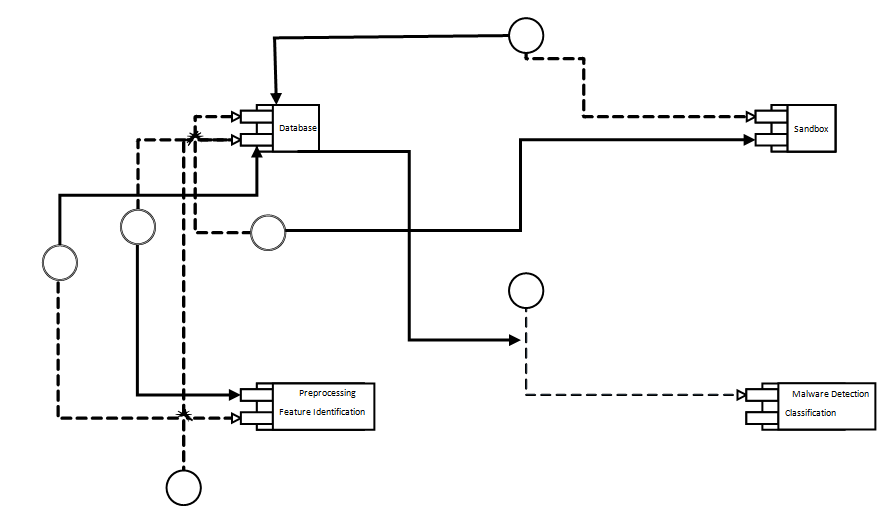 Database
Sandbox
Preprocessing
Feature Identification
Malware Detection
Classification